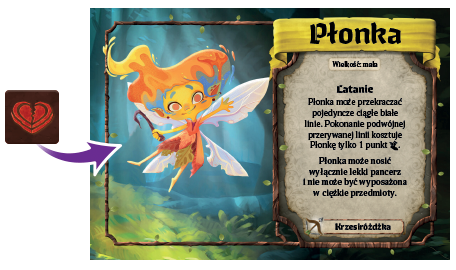 Płonka
Wielkość: mała
Latanie
Płonka może przekraczać
pojedyncze ciągłe białe
linie. Pokonanie podwójnej
przerywanej linii kosztuje
Płonkę tylko 1 punkt
Płonka może nosić
wyłącznie lekki pancerz
i nie może być wyposażona
w ciężkie przedmioty.
Krzesiróżdżka